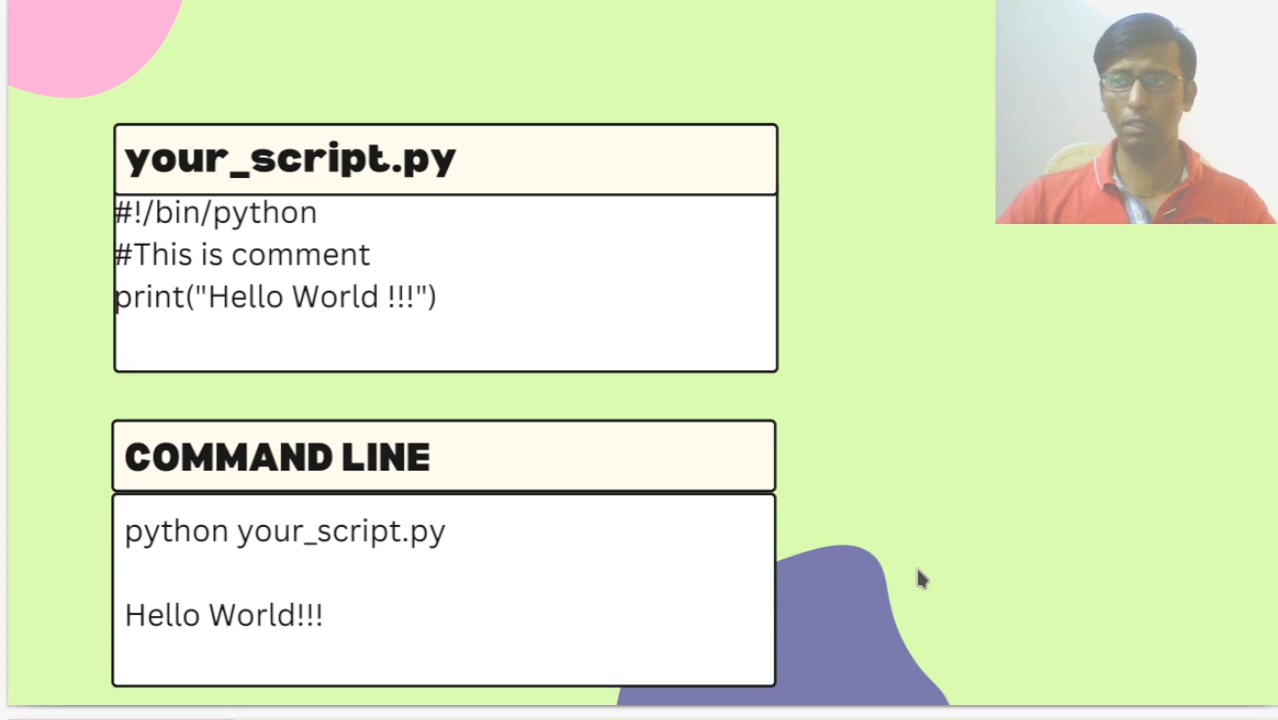 your_script.py
#!/bin/python
#This is comment
print("Hello World !!!")
COMMAND LINE
python your_script.py
Hello World!!!